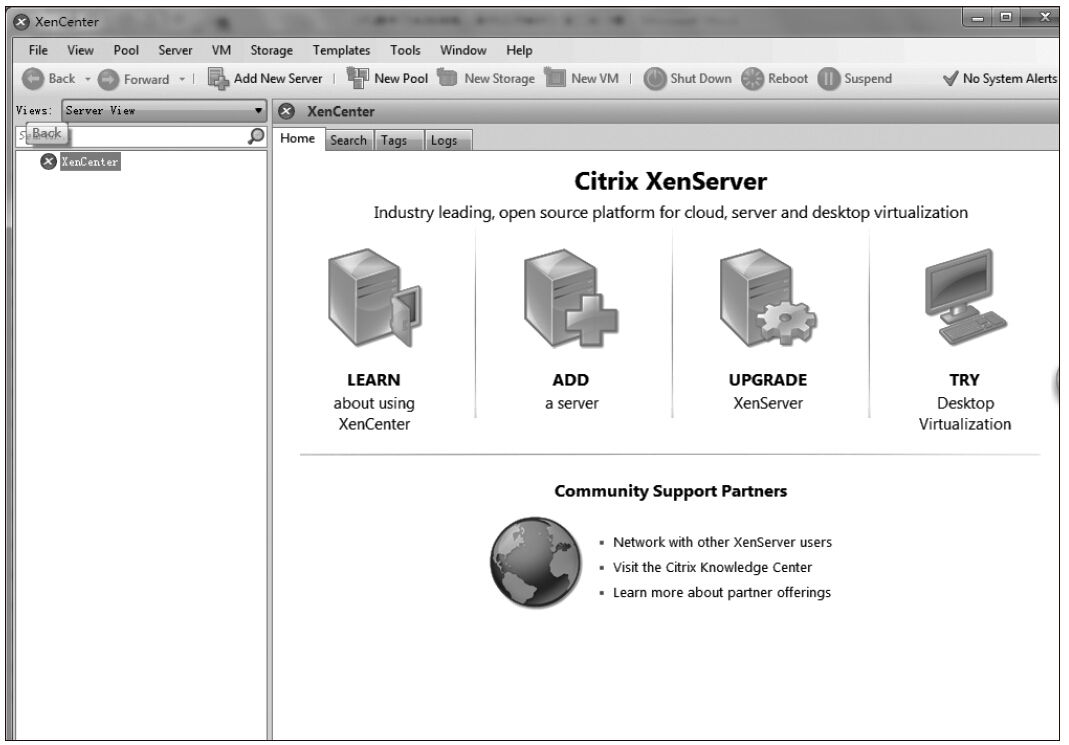 XenCenter
File View Pool Server VM Storage Templates Tools Window Help
Back Forward Add New Server New Pool New Storage New VM Shut Down Reboot Suspend No System Alerts
Views: Server View
XenCenter
Back
Home Search Tags Logs
XenCenter
Citrix XenServer
Industry leading, open source platform for cloud, server and desktop virtualization
LEARN
about using
XenCenter
ADD
a server
UPGRADE
XenServer
TRY
Desktop
Virtualization
Community Support Partners
Network with other XenServer users
Visit the Citrix Knowledge Center
Learn more about partner offerings